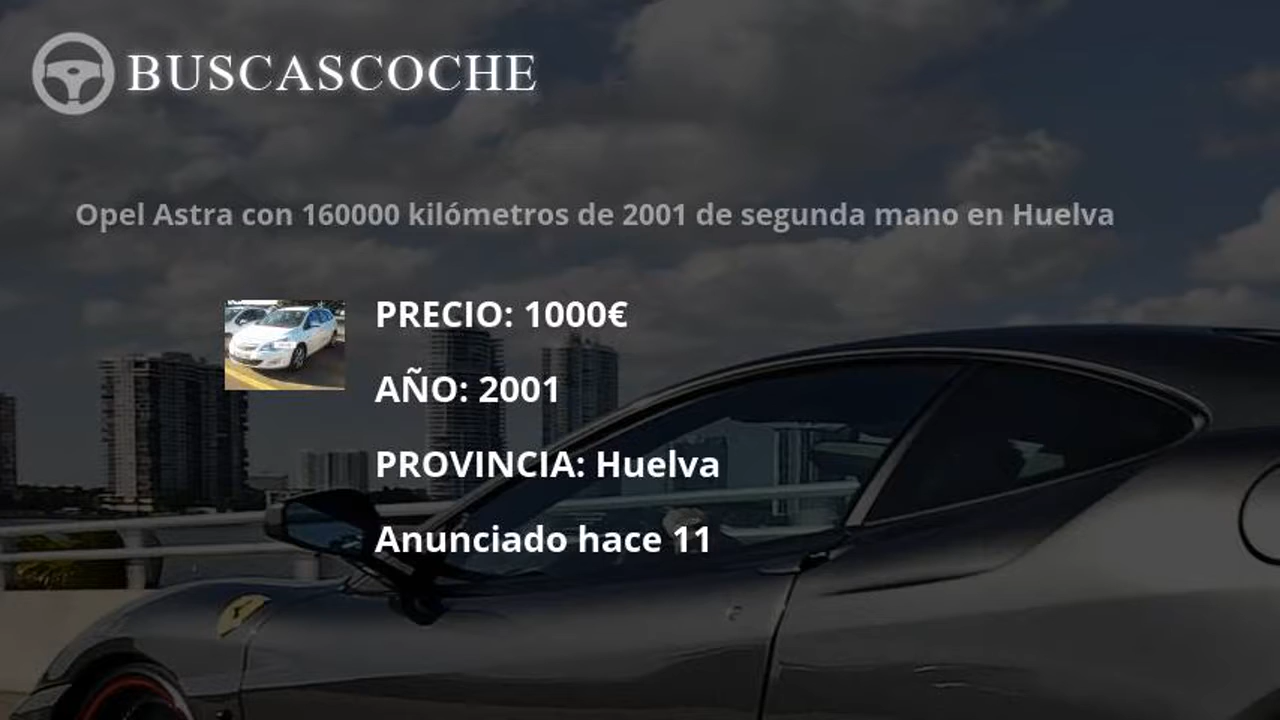 BUSCASCOCHE
Opel Astra con 160000 kilómetros de 2001 de segunda mano en Huelva
PRECIO: 1000€
AÑO: 2001
PROVINCIA: Huelva
Anunciado hace 11